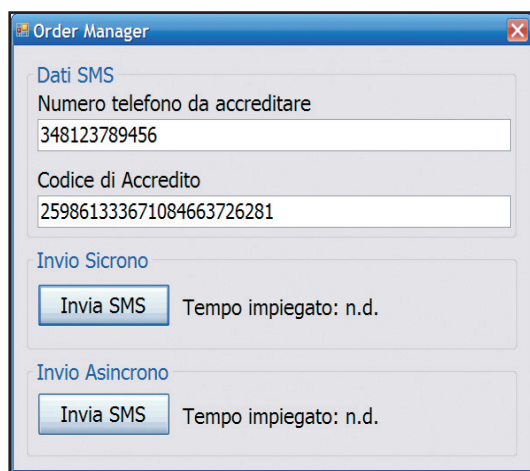 Order Manager
Dati SMS
Numero telefono da accreditare
348123789456
Codice di Accredito
259861333671084663726281
Invio Sicrono
Invia SMS Tempo impiegato: n.d.
Invio Asincrono
Invia SMS Tempo impiegato: n.d.